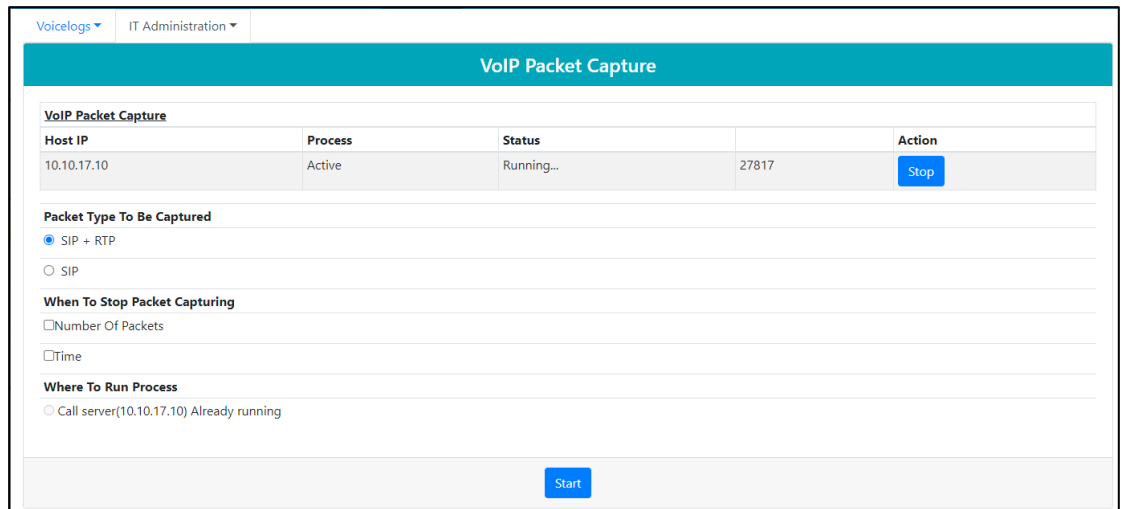 Voicelogs IT Administration
VoIP Packet Capture
VoIP Packet Capture
Host IP Process Status Action
10.10.17.10 Active Running... 27817 Stop
Packet Type To Be Captured
SIP + RTP
SIP
When To Stop Packet Capturing
Number Of Packets
Time
Where To Run Process
Call server(10.10.17.10) Already running
Start